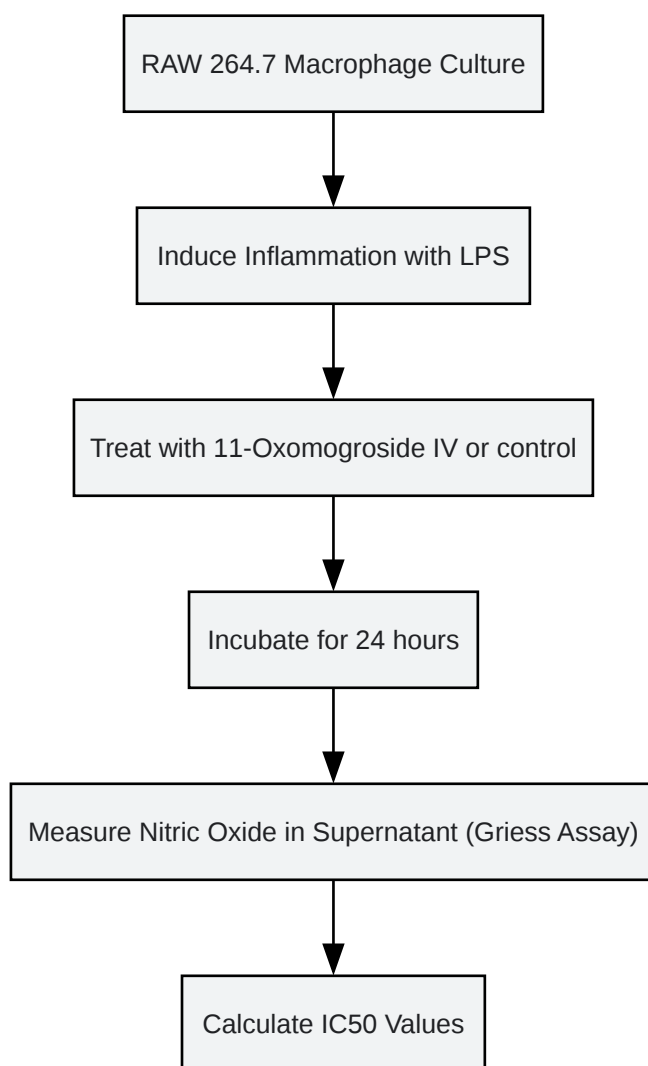 RAW 264.7 Macrophage Culture
Induce Inflammation with LPS
Treat with 11-Oxomogroside IV or control
Incubate for 24 hours
Measure Nitric Oxide in Supernatant (Griess Assay)
Calculate IC50 Values